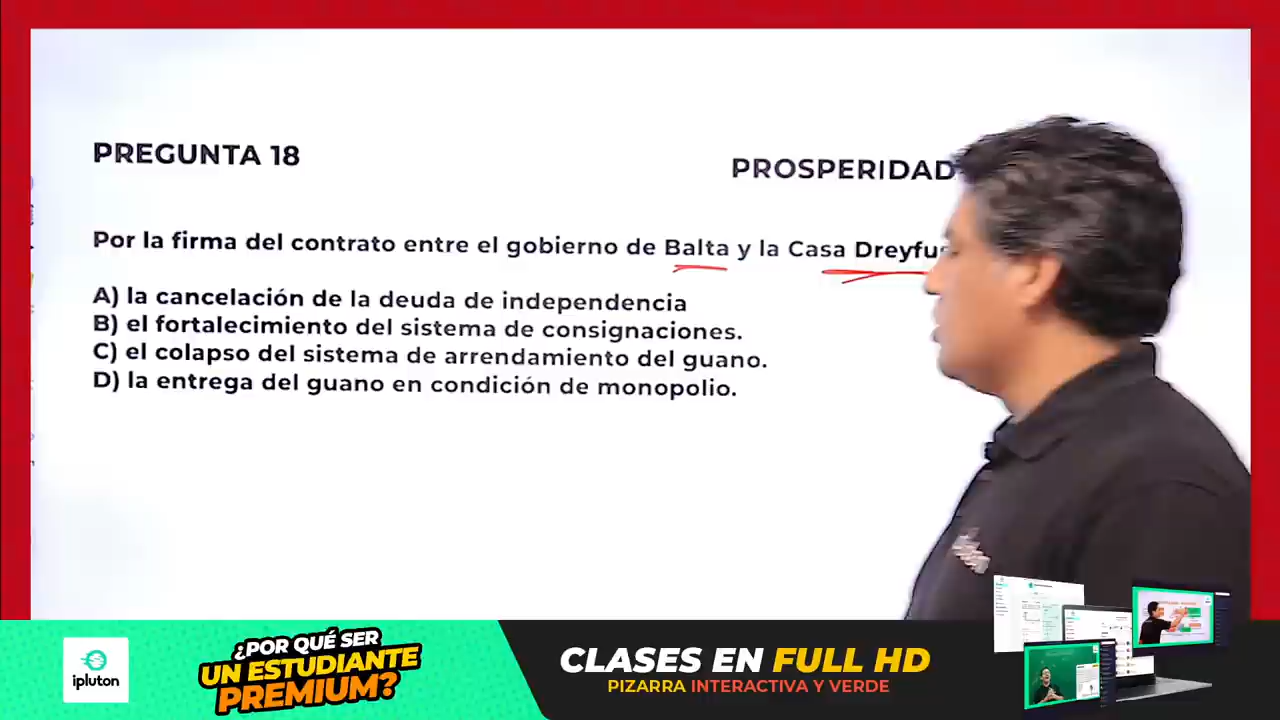 PREGUNTA 18
PROSPERIDAD
Por la firma del contrato entre el gobierno de Balta y la Casa Dreyfu
A) la cancelación de la deuda de independencia
B) el fortalecimiento del sistema de consignaciones.
C) el colapso del sistema de arrendamiento del guano.
D) la entrega del guano en condición de monopolio.
ipluton
¿POR QUÉ SER
UN ESTUDIANTE
PREMIUM?
CLASES EN FULL HD
PIZARRA INTERACTIVA Y VERDE